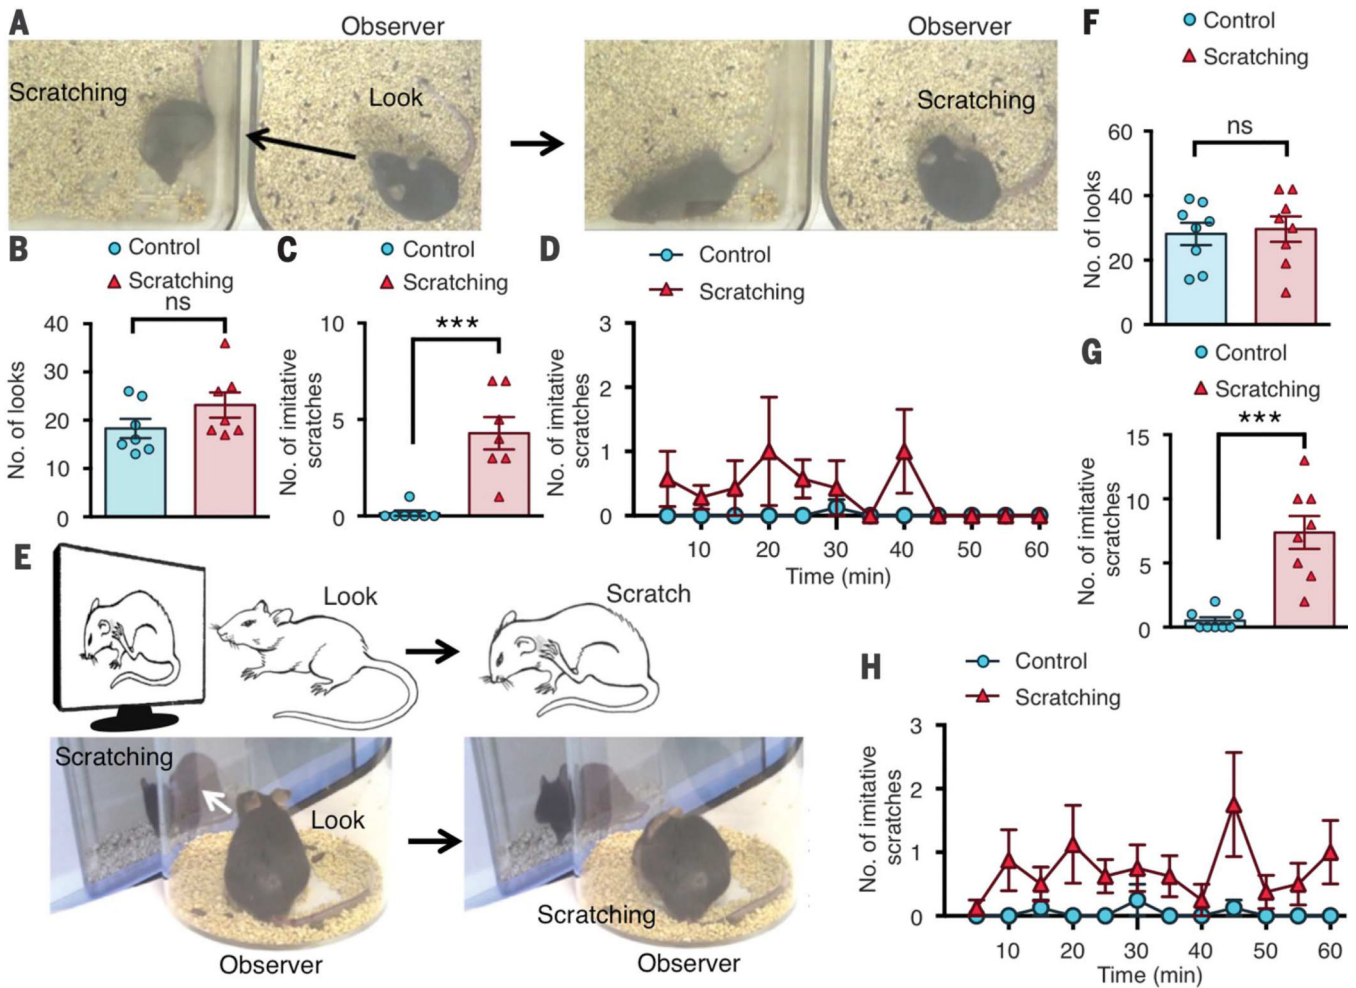 A
Observer
Scratching
Look
Observer
Scratching
B
Control
Scratching
ns
No. of looks
40
30
20
10
0
C
Control
Scratching
***
No. of imitative
scratches
10
5
0
D
Control
Scratching
No. of imitative
scratches
3
2
1
0
10 20 30 40 50 60
Time (min)
E
Look
Scratch
Scratching
Look
Observer
Scratching
Observer
F
Control
Scratching
ns
No. of looks
60
40
20
0
G
Control
Scratching
***
No. of imitative
scratches
15
10
5
0
H
Control
Scratching
No. of imitative
scratches
3
2
1
0
10 20 30 40 50 60
Time (min)